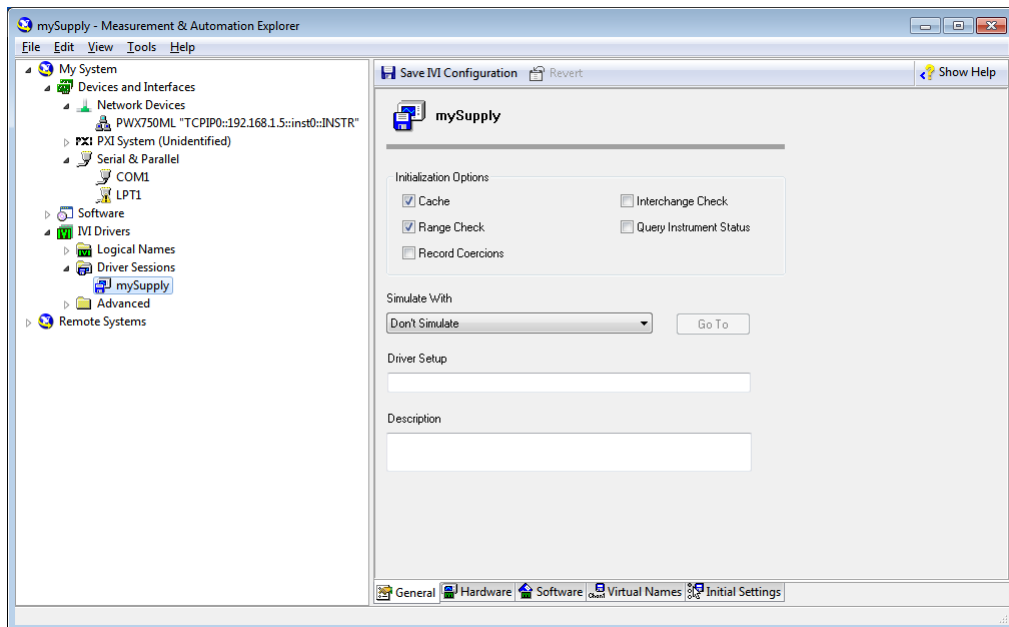 mySupply - Measurement & Automation Explorer
File Edit View Tools Help
My System
Devices and Interfaces
Network Devices
PWX750ML "TCPIP0::192.168.1.5::inst0::INSTR"
PXI PXI System (Unidentified)
Serial & Parallel
COM1
LPT1
Software
IVI IVI Drivers
IVI Logical Names
Driver Sessions
mySupply
Advanced
Remote Systems
Save IVI Configuration Revert Show Help
mySupply
Initialization Options
Cache Interchange Check
Range Check Query Instrument Status
Record Coercions
Simulate With
Don't Simulate Go To
Driver Setup
Description
General Hardware Software Virtual Names Initial Settings